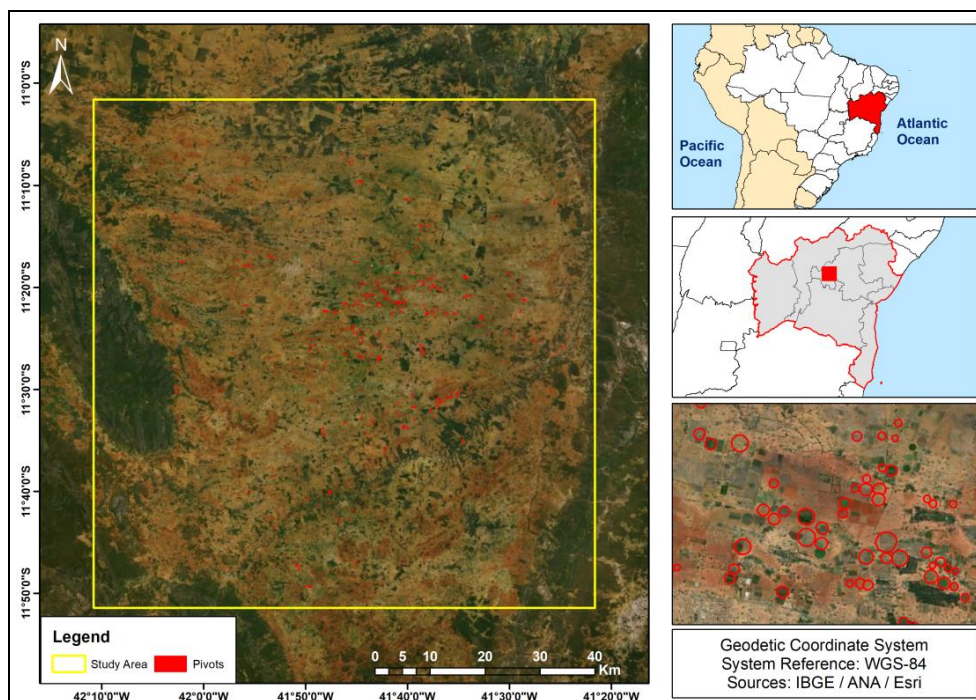 N
11°0'0"S
11°10'0"S
11°20'0"S
11°30'0"S
11°40'0"S
11°50'0"S
Legend
Study Area
Pivots
0 5 10 20 30 40
Km
42°10'0"W
42°0'0"W
41°50'0"W
41°40'0"W
41°30'0"W
41°20'0"W
Pacific
Ocean
Atlantic
Ocean
Geodetic Coordinate System
System Reference: WGS-84
Sources: IBGE / ANA / Esri